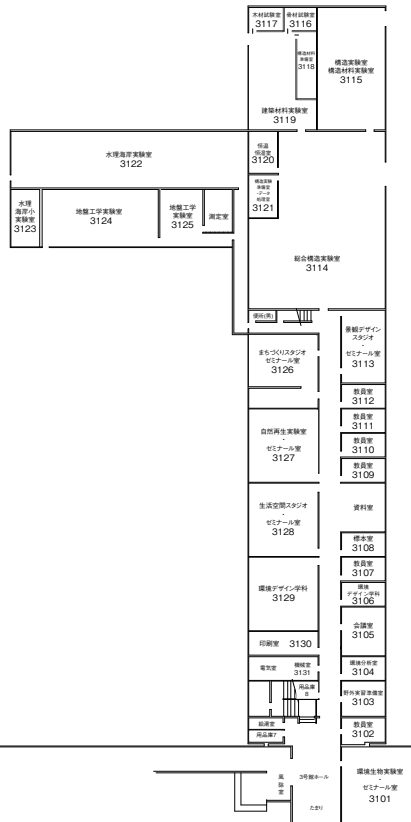 木材試験室
3117
骨材試験室
3116
構造材料
準備室
3118
構造実験室
構造材料実験室
3115
建築材料実験室
3119
水理海岸実験室
3122
恒温
恒湿室
3120
構造実験
準備室
・データ
処理室
3121
水理
海岸小
実験室
3123
地盤工学実験室
3124
地盤工学
実験室
3125
測定室
総合構造実験室
3114
便所(男)
景観デザイン
スタジオ
・
ゼミナール室
3113
まちづくりスタジオ
ゼミナール室
3126
教員室
3112
教員室
3111
教員室
3110
教員室
3109
自然再生実験室
・
ゼミナール室
3127
生活空間スタジオ
・
ゼミナール室
3128
資料室
標本室
3108
教員室
3107
環境
デザイン学科
3106
環境デザイン学科
3129
会議室
3105
印刷室 3130
電気室
機械室
3131
環境分析室
3104
用品庫
8
野外実習準備室
3103
給湯室
用品庫7
教員室
3102
風
除
室
3号館ホール
たまり
環境生物実験室
・
ゼミナール室
3101